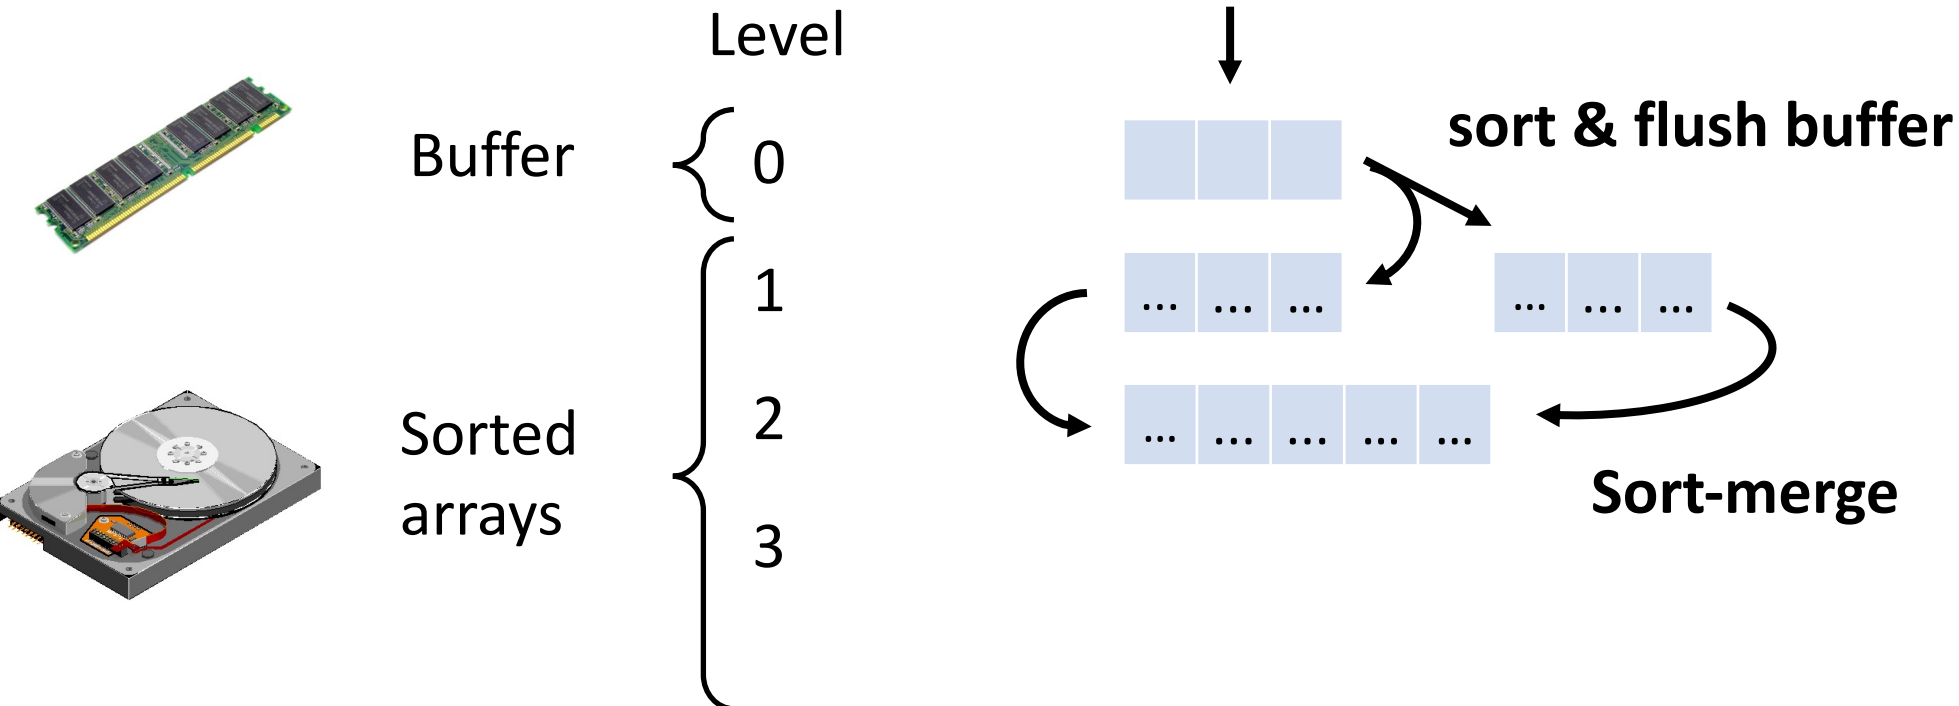 Level
Buffer
0
sort & flush buffer
1
... ... ...
... ... ...
Sorted
arrays
2
... ... ... ... ...
3
Sort-merge